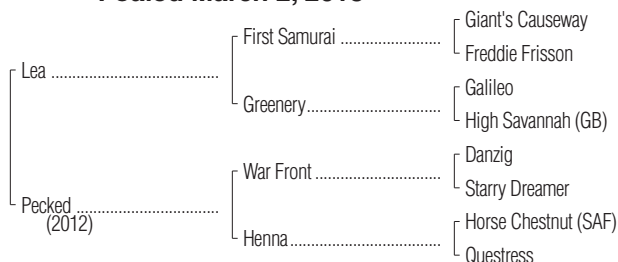 Foaled March 2,
Giant's Causeway
First Samurai ........................
Freddie Frisson
Lea ........................................
Galileo
Greenery................................
High Savannah (GB)
Danzig
War Front ..............................
Starry Dreamer
Pecked ..................................
(2012)
Horse Chestnut (SAF)
Henna....................................
Questress